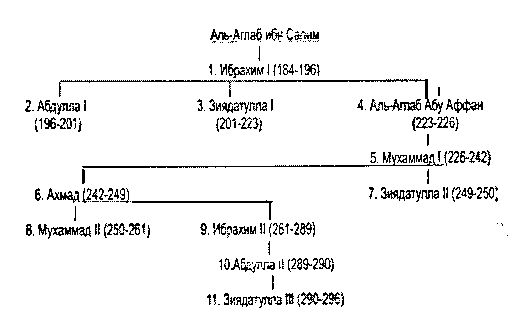 Аль-Аглаб ибн Салим
1. Ибрахим I (184-196)
2. Абдулла I
(196-201)
3. Зиядатулла I
(201-223)
4. Аль-Аглаб Абу Аффан
(223-226)
5. Мухаммад I (226-242)
6. Ахмад (242-249)
7. Зиядатулла II (249-250)
8. Мухаммад II (250-261)
9. Ибрахим II (261-289)
10.Абдулла II (289-290)
11. Зиядатулла III (290-296)